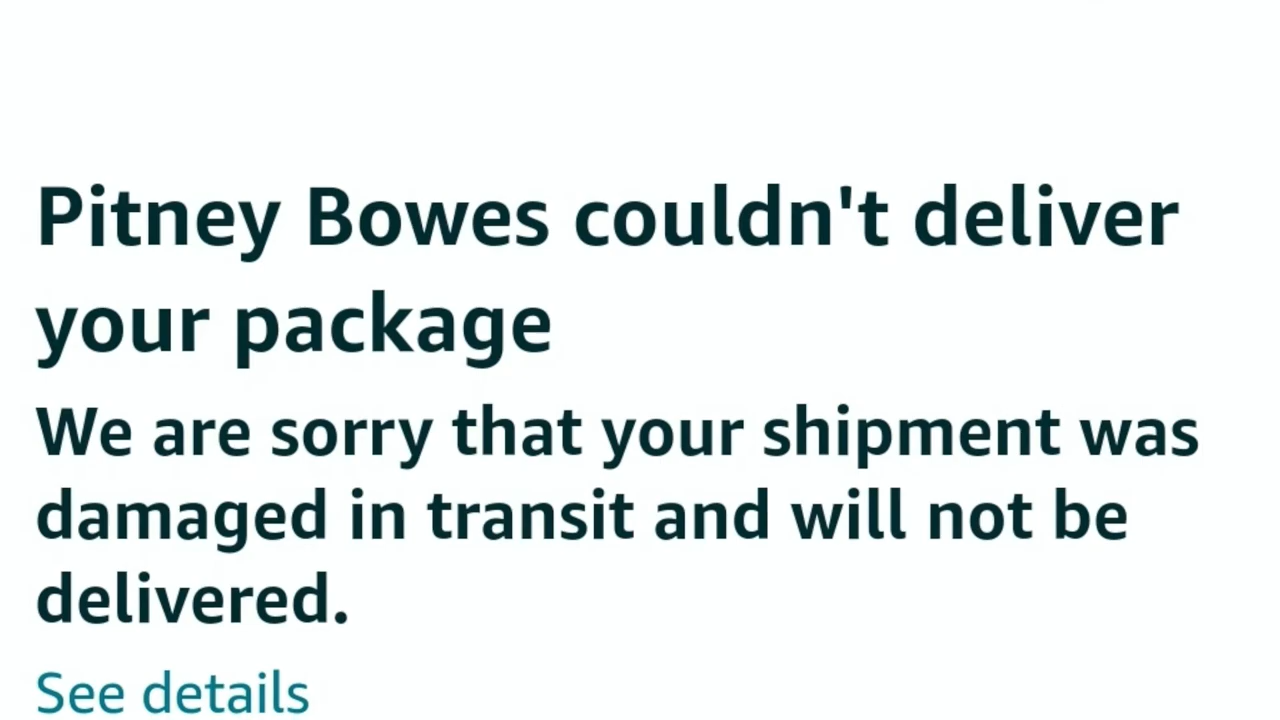 Pitney Bowes couldn't deliver
your package
We are sorry that your shipment was
damaged in transit and will not be
delivered.
See details